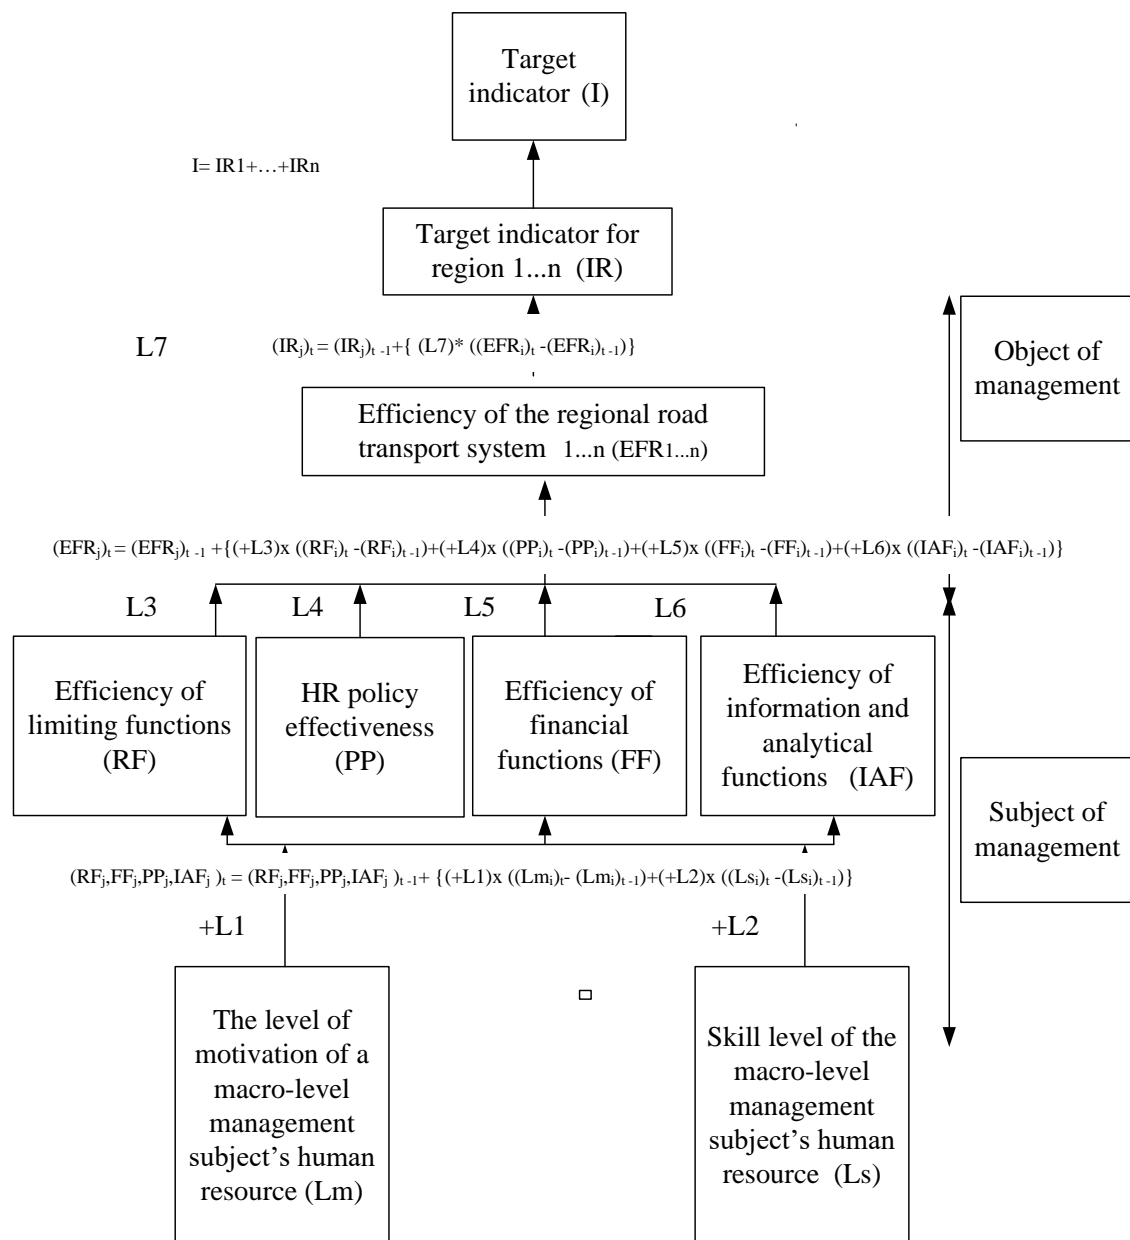 Target
indicator (I)
I= IR1+…+IRn
Target indicator for
region 1...n (IR)
L7
(IRj)t = (IRj)t -1+{ (L7)* ((EFRi)t -(EFRi)t-1)}
Object of
management
Efficiency of the regional road
transport system 1...n (EFR1...n)
(EFRj)t = (EFRj)t-1 +{(+L3)x ((RFi)t -(RFi)t-1)+(+L4)x ((PPi)t -(PPi)t-1)+(+L5)x ((FFi)t -(FFi)t-1)+(+L6)x ((IAFi)t -(IAFi)t-1)}
L3
L4
L5
L6
Efficiency of
limiting functions
(RF)
HR policy
effectiveness
(PP)
Efficiency of
financial
functions (FF)
Efficiency of
information and
analytical
functions (IAF)
Subject of
management
(RFj,FFj,PPj,IAFj )t = (RFj,FFj,PPj,IAFj )t-1+ {(+L1)x ((Lmi)t- (Lmi)t-1)+(+L2)x ((Lsi)t -(Lsi)t-1)}
+L1
+L2
The level of
motivation of a
macro-level
management
subject's human
resource (Lm)
Skill level of the
macro-level
management
subject's human
resource (Ls)